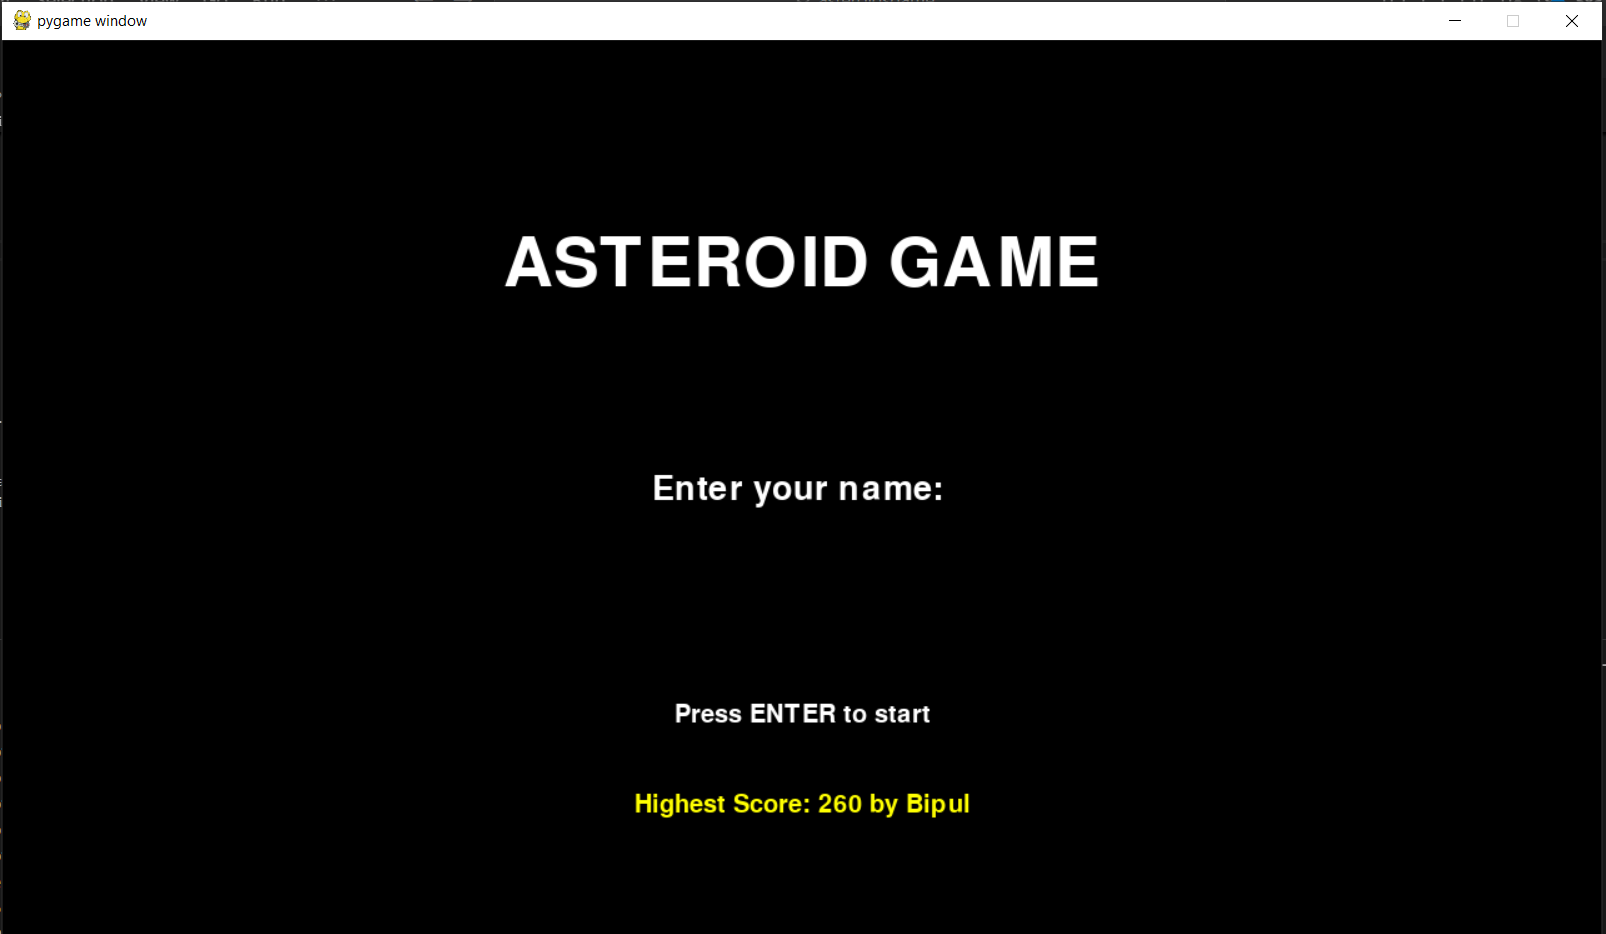 pygame window
ASTEROID GAME
Enter your name:
Press ENTER to start
Highest Score: 260 by Bipul